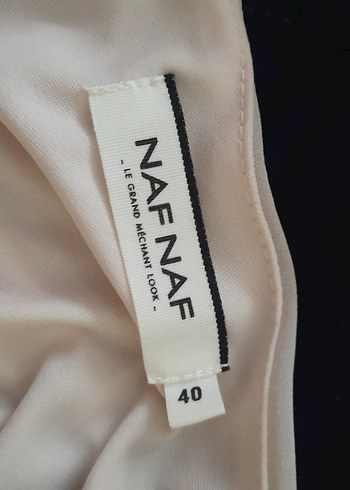 NAF NAF
- LE GRAND MÉCHANT LOOK -
40